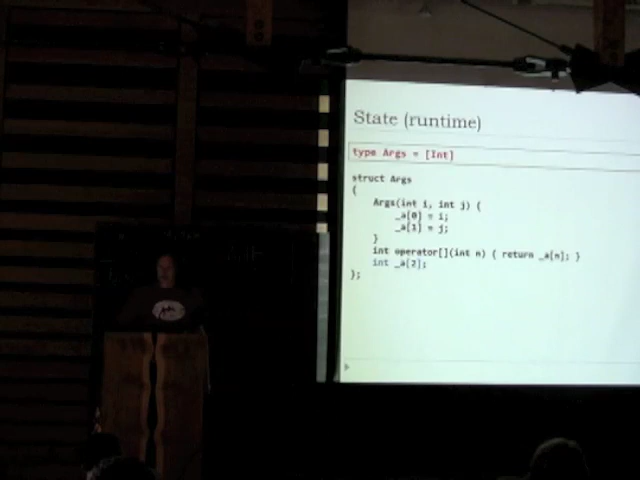 State (runtime)
type Args = [Int]
struct Args
{
Args(int i, int j) {
_a[0] = i;
_a[1] = j;
}
int operator[](int n) { return _a[n]; }
int _a[2];
};